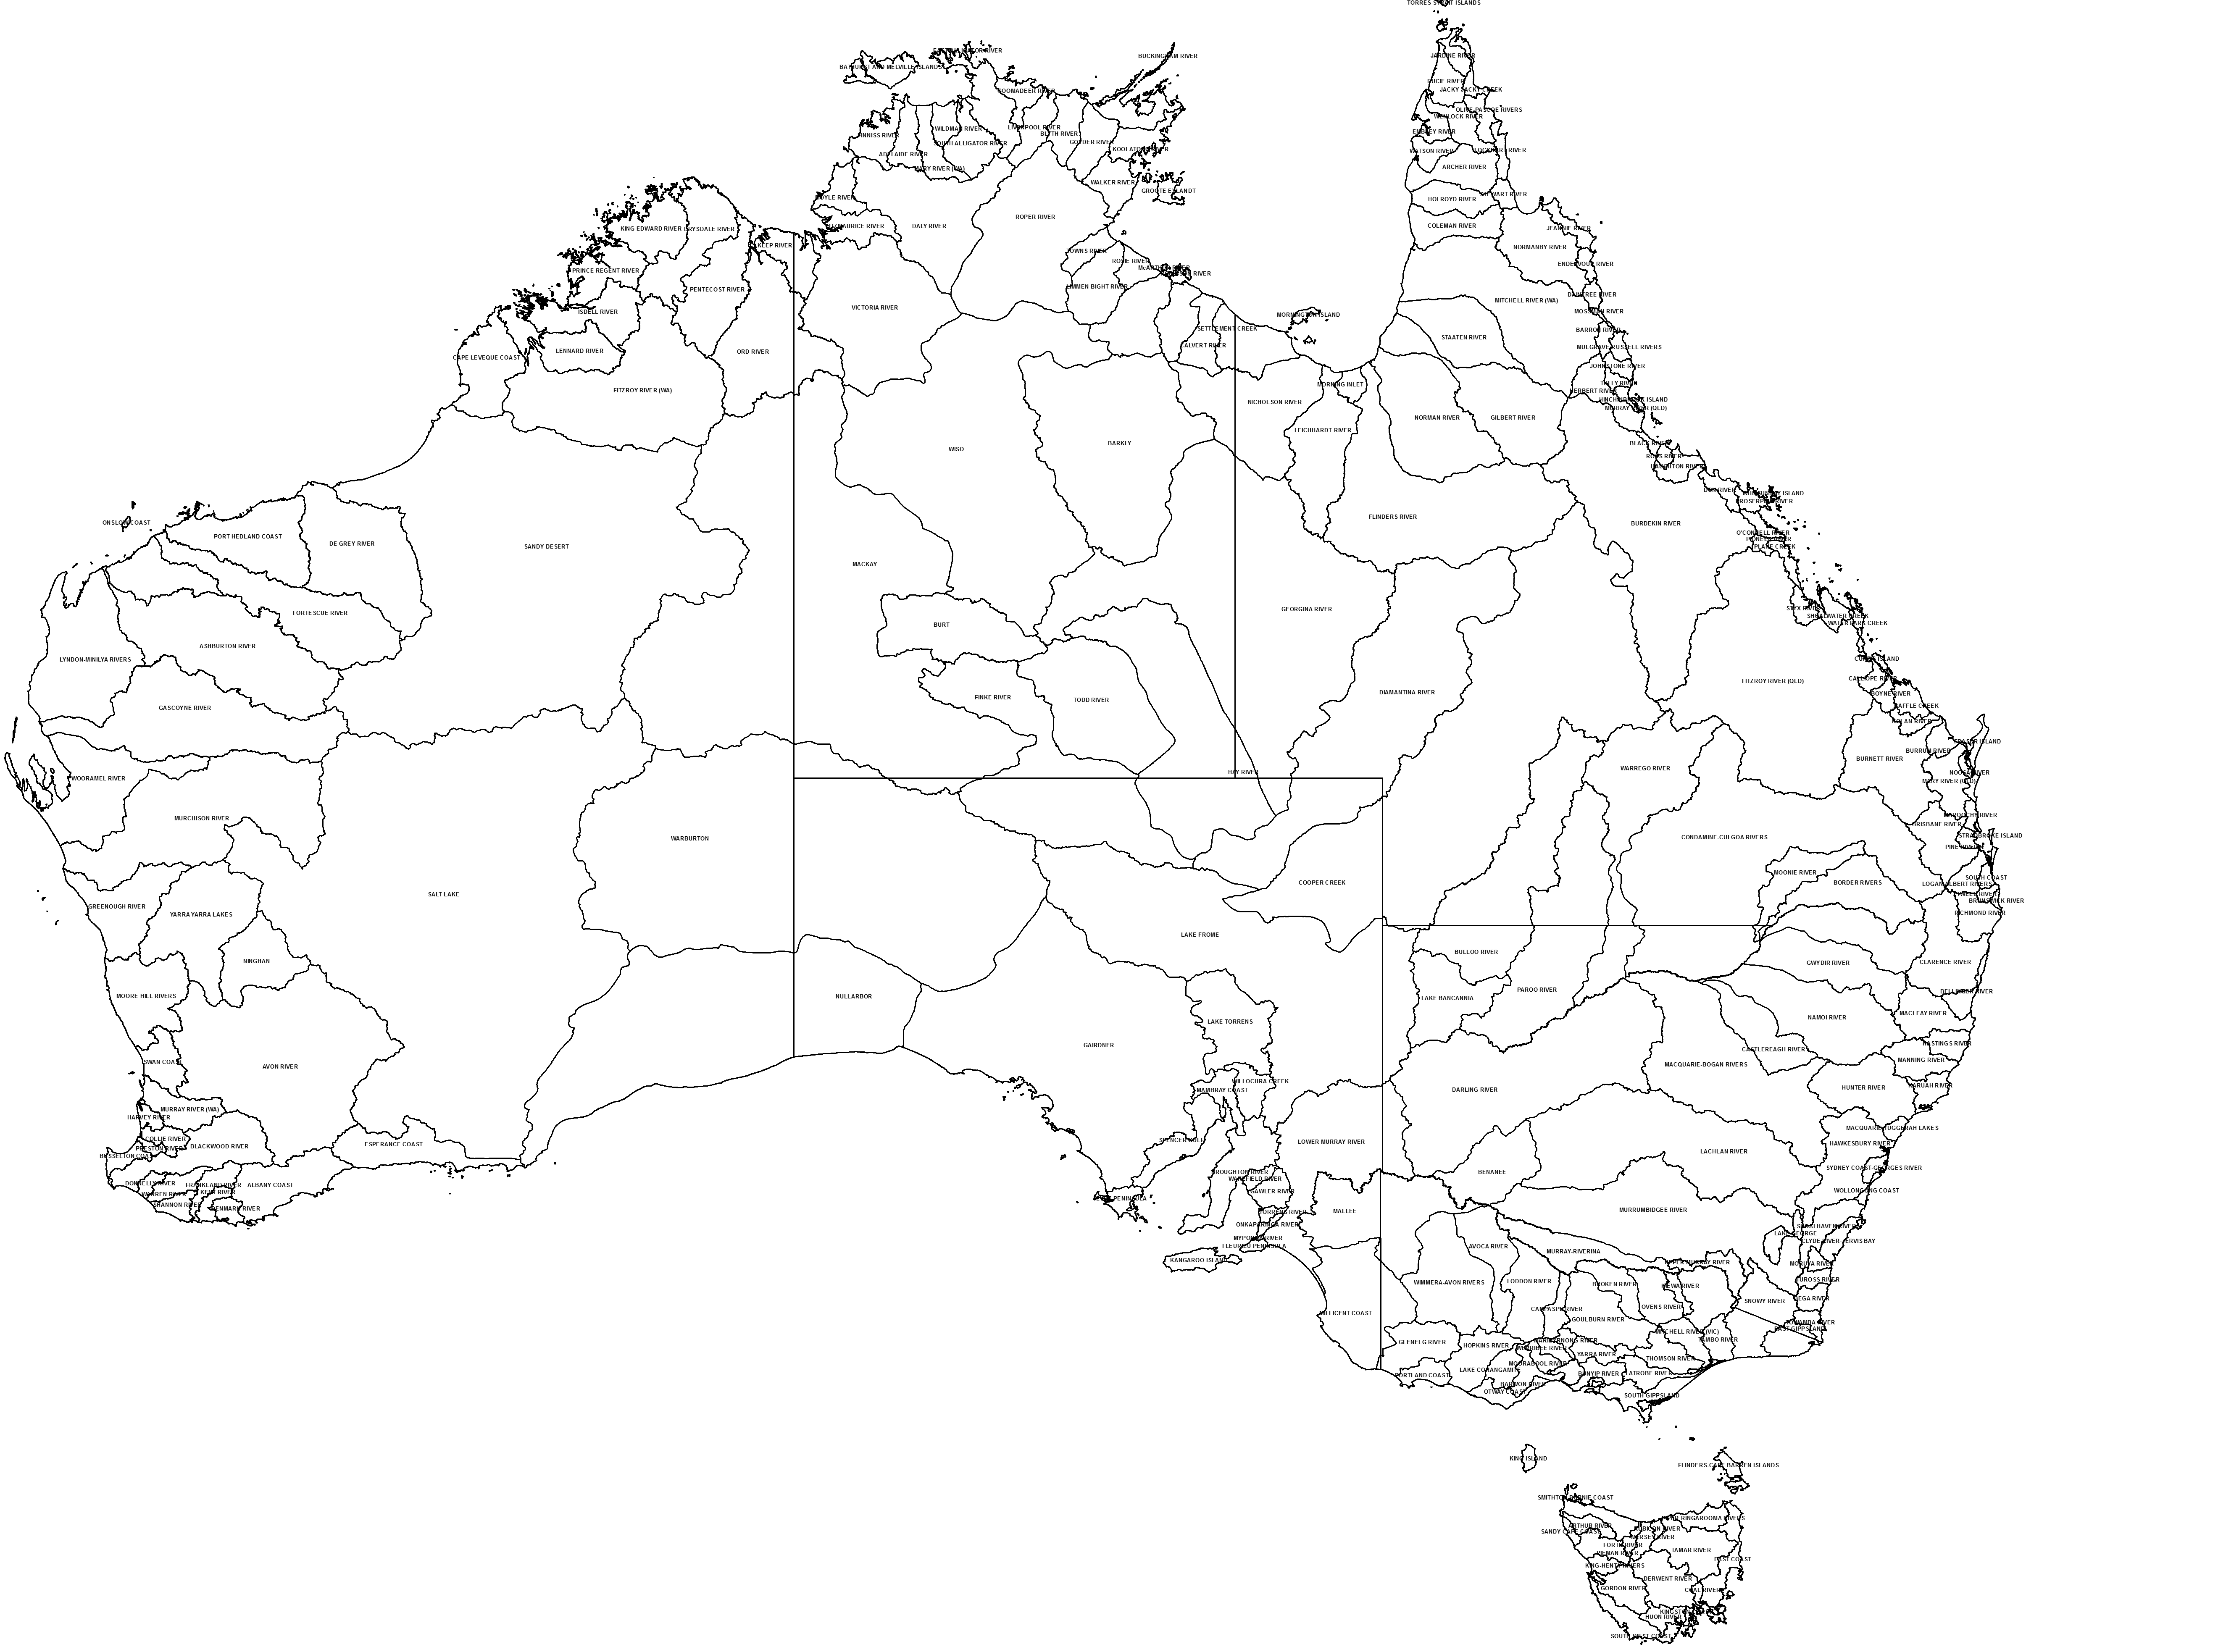 TORRES STRAIT ISLANDS
JARDINE RIVER
DUCIE RIVER
JACKY JACKY CREEK
OLIVE-PASCOE RIVERS
WENLOCK RIVER
EMBLEY RIVER
WATSON RIVER
LOCKHART RIVER
ARCHER RIVER
STEWART RIVER
HOLROYD RIVER
COLEMAN RIVER
JEANNIE RIVER
NORMANBY RIVER
ENDEAVOUR RIVER
DAINTREE RIVER
MITCHELL RIVER (WA)
MOSSMAN RIVER
BARRON RIVER
STAATEN RIVER
MULGRAVE-RUSSELL RIVERS
JOHNSTONE RIVER
TULLY RIVER
HERBERT RIVER
HINCHINBROOK ISLAND
MURRAY RIVER (QLD)
NORMAN RIVER
GILBERT RIVER
BLACK RIVER
ROSS RIVER
HAUGHTON RIVER
DON RIVER
WHITSUNDAY ISLAND
PROSERPINE RIVER
O'CONNELL RIVER
PIONEER RIVER
PLANE CREEK
BURDEKIN RIVER
FLINDERS RIVER
STYX RIVER
SHOALWATER CREEK
WATER PARK CREEK
CURTIS ISLAND
CALLIOPE RIVER
BOYNE RIVER
BAFFLE CREEK
KOLAN RIVER
FITZROY RIVER (QLD)
BUCKINGHAM RIVER
EAST ALLIGATOR RIVER
BATHURST AND MELVILLE ISLANDS
GOOMADEER RIVER
LIVERPOOL RIVER
BLYTH RIVER
GOYDER RIVER
KOOLATONG RIVER
WALKER RIVER
GROOTE EYLANDT
FINNISS RIVER
WILDMAN RIVER
SOUTH ALLIGATOR RIVER
ADELAIDE RIVER
MARY RIVER (WA)
MOYLE RIVER
FITZMAURICE RIVER
DALY RIVER
ROPER RIVER
TOWNS RIVER
ROSIE RIVER
McARTHUR RIVER
ROBINSON RIVER
LIMMEN BIGHT RIVER
MORNINGTON ISLAND
SETTLEMENT CREEK
CALVERT RIVER
MORNING INLET
NICHOLSON RIVER
LEICHHARDT RIVER
KING EDWARD RIVER
DRYSDALE RIVER
KEEP RIVER
PRINCE REGENT RIVER
PENTECOST RIVER
ISDELL RIVER
LENNARD RIVER
CAPE LEVEQUE COAST
ORD RIVER
VICTORIA RIVER
FITZROY RIVER (WA)
WISO
BARKLY
ONSLOW COAST
PORT HEDLAND COAST
DE GREY RIVER
SANDY DESERT
MACKAY
FORTESCUE RIVER
ASHBURTON RIVER
LYNDON-MINILYA RIVERS
GASCOYNE RIVER
BURT
GEORGINA RIVER
FINKE RIVER
TODD RIVER
DIAMANTINA RIVER
HAY RIVER
WOORAMEL RIVER
MURCHISON RIVER
WARBURTON
SALT LAKE
GREENOUGH RIVER
YARRA YARRA LAKES
NINGHAN
MOORE-HILL RIVERS
SWAN COAST
AVON RIVER
MURRAY RIVER (WA)
HARVEY RIVER
COLLIE RIVER
PRESTON RIVER
BUSSELTON COAST
BLACKWOOD RIVER
DONNELLY RIVER
WARREN RIVER
SHANNON RIVER
FRANKLAND RIVER
KENT RIVER
DENMARK RIVER
ALBANY COAST
ESPERANCE COAST
NULLARBOR
COOPER CREEK
LAKE FROME
LAKE TORRENS
GAIRDNER
WILLOCHRA CREEK
MAMBRAY COAST
SPENCER GULF
EYRE PENINSULA
BROUGHTON RIVER
WAKEFIELD RIVER
GAWLER RIVER
TORRENS RIVER
ONKAPARINGA RIVER
MYPONGA RIVER
FLEURIEU PENINSULA
KANGAROO ISLAND
LOWER MURRAY RIVER
MALLEE
MILLICENT COAST
WARREGO RIVER
BURNETT RIVER
FRASER ISLAND
BURRUM RIVER
NOOSA RIVER
MARY RIVER (QLD)
MAROOCHY RIVER
BRISBANE RIVER
STRADBROKE ISLAND
PINE RIVER
SOUTH COAST
LOGAN-ALBERT RIVERS
TWEED RIVER
BRUNSWICK RIVER
RICHMOND RIVER
CONDAMINE-CULGOA RIVERS
MOONIE RIVER
BORDER RIVERS
BULLOO RIVER
GWYDIR RIVER
CLARENCE RIVER
BELLINGER RIVER
LAKE BANCANNIA
PAROO RIVER
NAMOI RIVER
MACLEAY RIVER
HASTINGS RIVER
CASTLEREAGH RIVER
MANNING RIVER
MACQUARIE-BOGAN RIVERS
DARLING RIVER
HUNTER RIVER
KARUAH RIVER
MACQUARIE-TUGGERAH LAKES
HAWKESBURY RIVER
LACHLAN RIVER
BENANEE
SYDNEY COAST-GEORGES RIVER
WOLLONGONG COAST
MURRUMBIDGEE RIVER
SHOALHAVEN RIVER
LAKE GEORGE
CLYDE RIVER-JERVIS BAY
MORUYA RIVER
TUROSS RIVER
BEGA RIVER
TOWAMBA RIVER
EAST GIPPSLAND
SNOWY RIVER
AVOCA RIVER
MURRAY-RIVERINA
UPPER MURRAY RIVER
WIMMERA-AVON RIVERS
LODDON RIVER
BROKEN RIVER
KIEWA RIVER
OVENS RIVER
CAMPASPE RIVER
GOULBURN RIVER
MITCHELL RIVER (VIC)
TAMBO RIVER
GLENELG RIVER
HOPKINS RIVER
MARIBYRNONG RIVER
WERRIBEE RIVER
YARRA RIVER
THOMSON RIVER
MOORABOOL RIVER
LAKE CORANGAMITE
PORTLAND COAST
BUNYIP RIVER
LATROBE RIVER
BARWON RIVER
OTWAY COAST
SOUTH GIPPSLAND
KING ISLAND
FLINDERS-CAPE BARREN ISLANDS
SMITHTON-BURNIE COAST
PIPER-RINGAROOMA RIVERS
ARTHUR RIVER
SANDY CAPE COAST
RUBICON RIVER
MERSEY RIVER
FORTH RIVER
PIEMAN RIVER
TAMAR RIVER
EAST COAST
KING-HENTY RIVERS
DERWENT RIVER
GORDON RIVER
COAL RIVER
HUON RIVER
SOUTH-WEST COAST